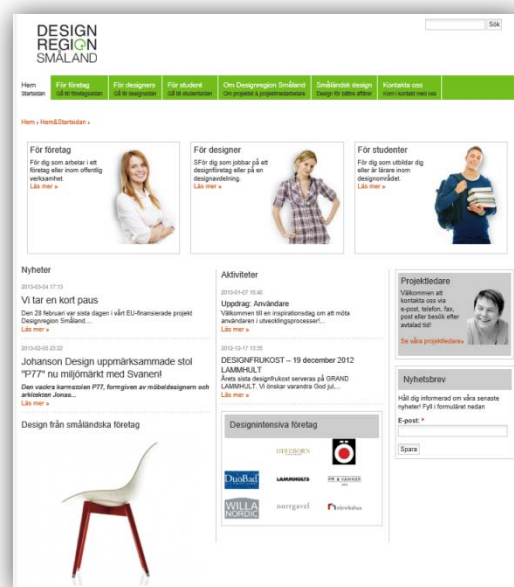 DESIGN
REGION
SMÅLAND
Sök
Hem
Startsidan
För företag
Gå till företagssidan
För designers
Gå till designsidan
För student
Gå till studentsidan
Om Designregion Småland
Om projektet & projektmedarbetare
Småländsk design
Design för bättre affärer
Kontakta oss
Kom i kontakt med oss
Hem › Hem&Startsidan ›
För företag
För dig som arbetar i ett
företag eller inom offentlig
verksamhet.
Läs mer »
För designer
SFör dig som jobbar på ett
designföretag eller på en
designavdelning.
Läs mer »
För studenter
För dig som utbildar dig
eller är lärare inom
designområdet.
Läs mer »
Nyheter
2013-03-04 17:13
Vi tar en kort paus
Den 28 februari var sista dagen i vårt EU-finansierade projekt
Designregion Småland....
Läs mer »
2013-02-05 23:22
Johanson Design uppmärksammade stol
"P77" nu miljömärkt med Svanen!
Den vackra karmstolen P77, formgiven av möbeldesignern och
arkitekten Jonas...
Läs mer »
Design från småländska företag
Aktiviteter
2013-01-07 15:40
Uppdrag: Användare
Välkommen till en inspirationsdag om att möta
användaren i utvecklingsprocesser!...
Läs mer »
2012-12-17 13:35
DESIGNFRUKOST – 19 december 2012
LAMMHULT
Årets sista designfrukost serveras på GRAND
LAMMHULT. Vi önskar varandra God jul,...
Läs mer »
Designintensiva företag
DuoBad
LAMMHULTS
WILLA
NORDIC
norrgavel
Projektledare
Välkommen att
kontakta oss via
e-post, telefon, fax,
post eller besök efter
avtalad tid!
Se våra projektledare»
Nyhetsbrev
Håll dig informerad om våra senaste
nyheter! Fyll i formuläret nedan
E-post: *
Spara